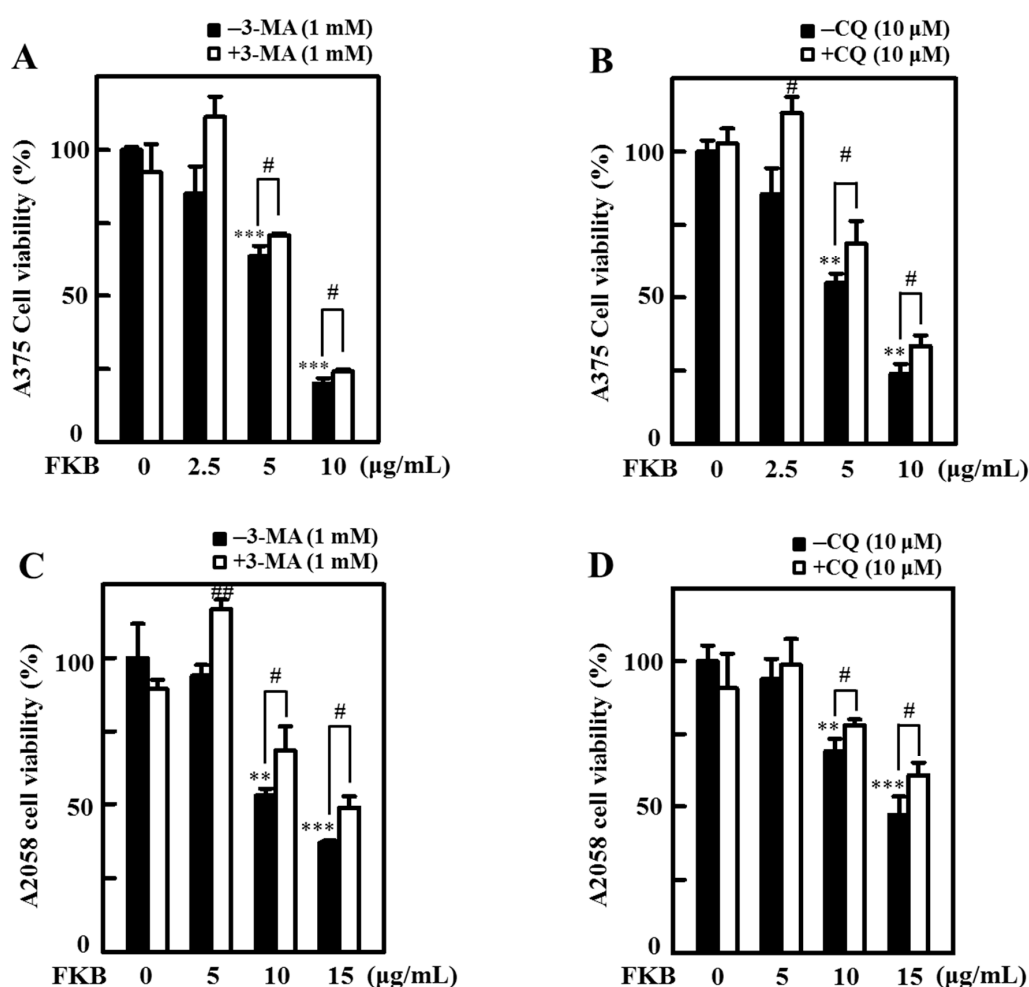 A
–3-MA (1 mM)
+3-MA (1 mM)
A375 Cell viability (%)
100
50
0
#
***
#
***
FKB 0 2.5 5 10 (μg/mL)
B
–CQ (10 μM)
+CQ (10 μM)
A375 Cell viability (%)
100
50
0
#
#
**
#
**
FKB 0 2.5 5 10 (μg/mL)
C
–3-MA (1 mM)
+3-MA (1 mM)
A2058 cell viability (%)
100
50
0
##
#
**
#
***
FKB 0 5 10 15 (μg/mL)
D
–CQ (10 μM)
+CQ (10 μM)
A2058 cell viability (%)
100
50
0
#
**
#
***
FKB 0 5 10 15 (μg/mL)